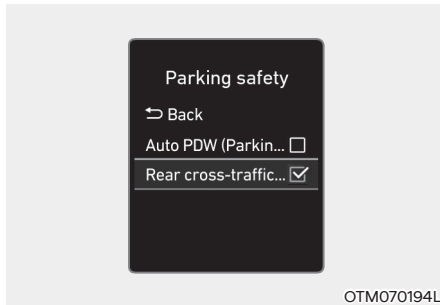 Parking safety
Back
Auto PDW (Parkin...
Rear cross-traffic...
OTM070194L